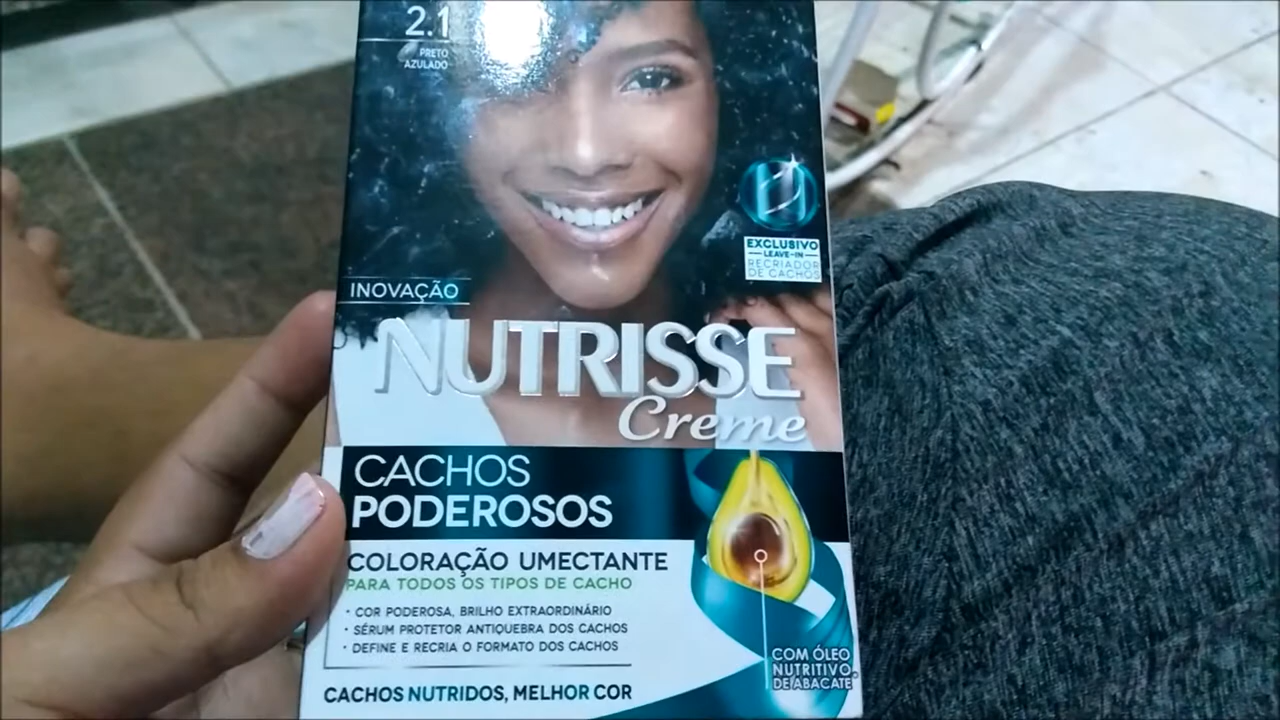 2.1
PRETO
AZULADO
EXCLUSIVO
LEAVE-IN
RECRIADOR
DE CACHOS
INOVAÇÃO
NUTRISSE
Creme
CACHOS
PODEROSOS
COLORAÇÃO UMECTANTE
PARA TODOS OS TIPOS DE CACHO
• COR PODEROSA, BRILHO EXTRAORDINÁRIO
• SÉRUM PROTETOR ANTIQUEBRA DOS CACHOS
• DEFINE E RECRIA O FORMATO DOS CACHOS
COM ÓLEO
NUTRITIVO
DE ABACATE
CACHOS NUTRIDOS, MELHOR COR